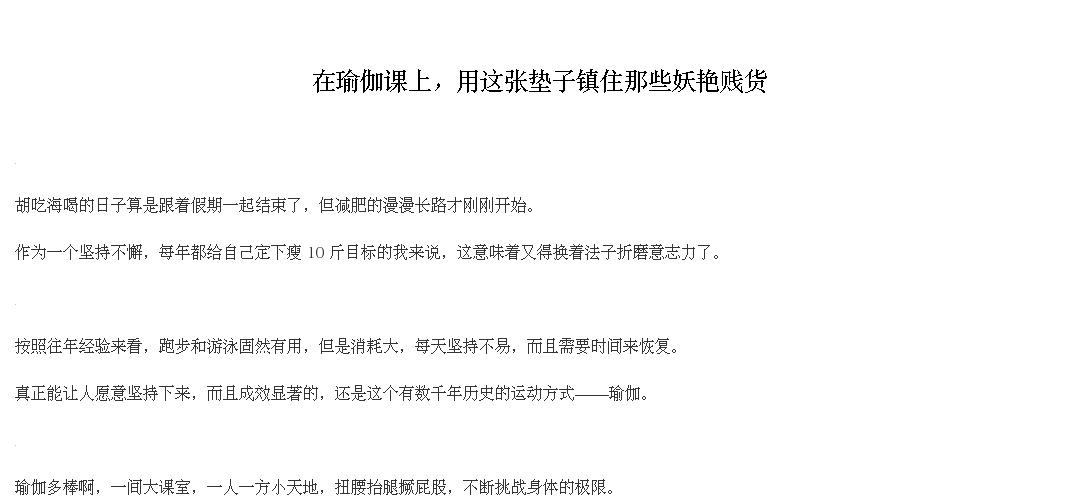 在瑜伽课上，用这张垫子镇住那些妖艳贱货
胡吃海喝的日子算是跟着假期一起结束了，但减肥的漫漫长路才刚刚开始。
作为一个坚持不懈，每年都给自己定下瘦 10 斤目标的我来说，这意味着又得换着法子折磨意志力了。
按照往年经验来看，跑步和游泳固然有用，但是消耗大，每天坚持不易，而且需要时间来恢复。
真正能让人愿意坚持下来，而且成效显著的，还是这个有数千年历史的运动方式——瑜伽。
瑜伽多棒啊，一间大课室，一人一方小天地，扭腰抬腿撅屁股，不断挑战身体的极限。